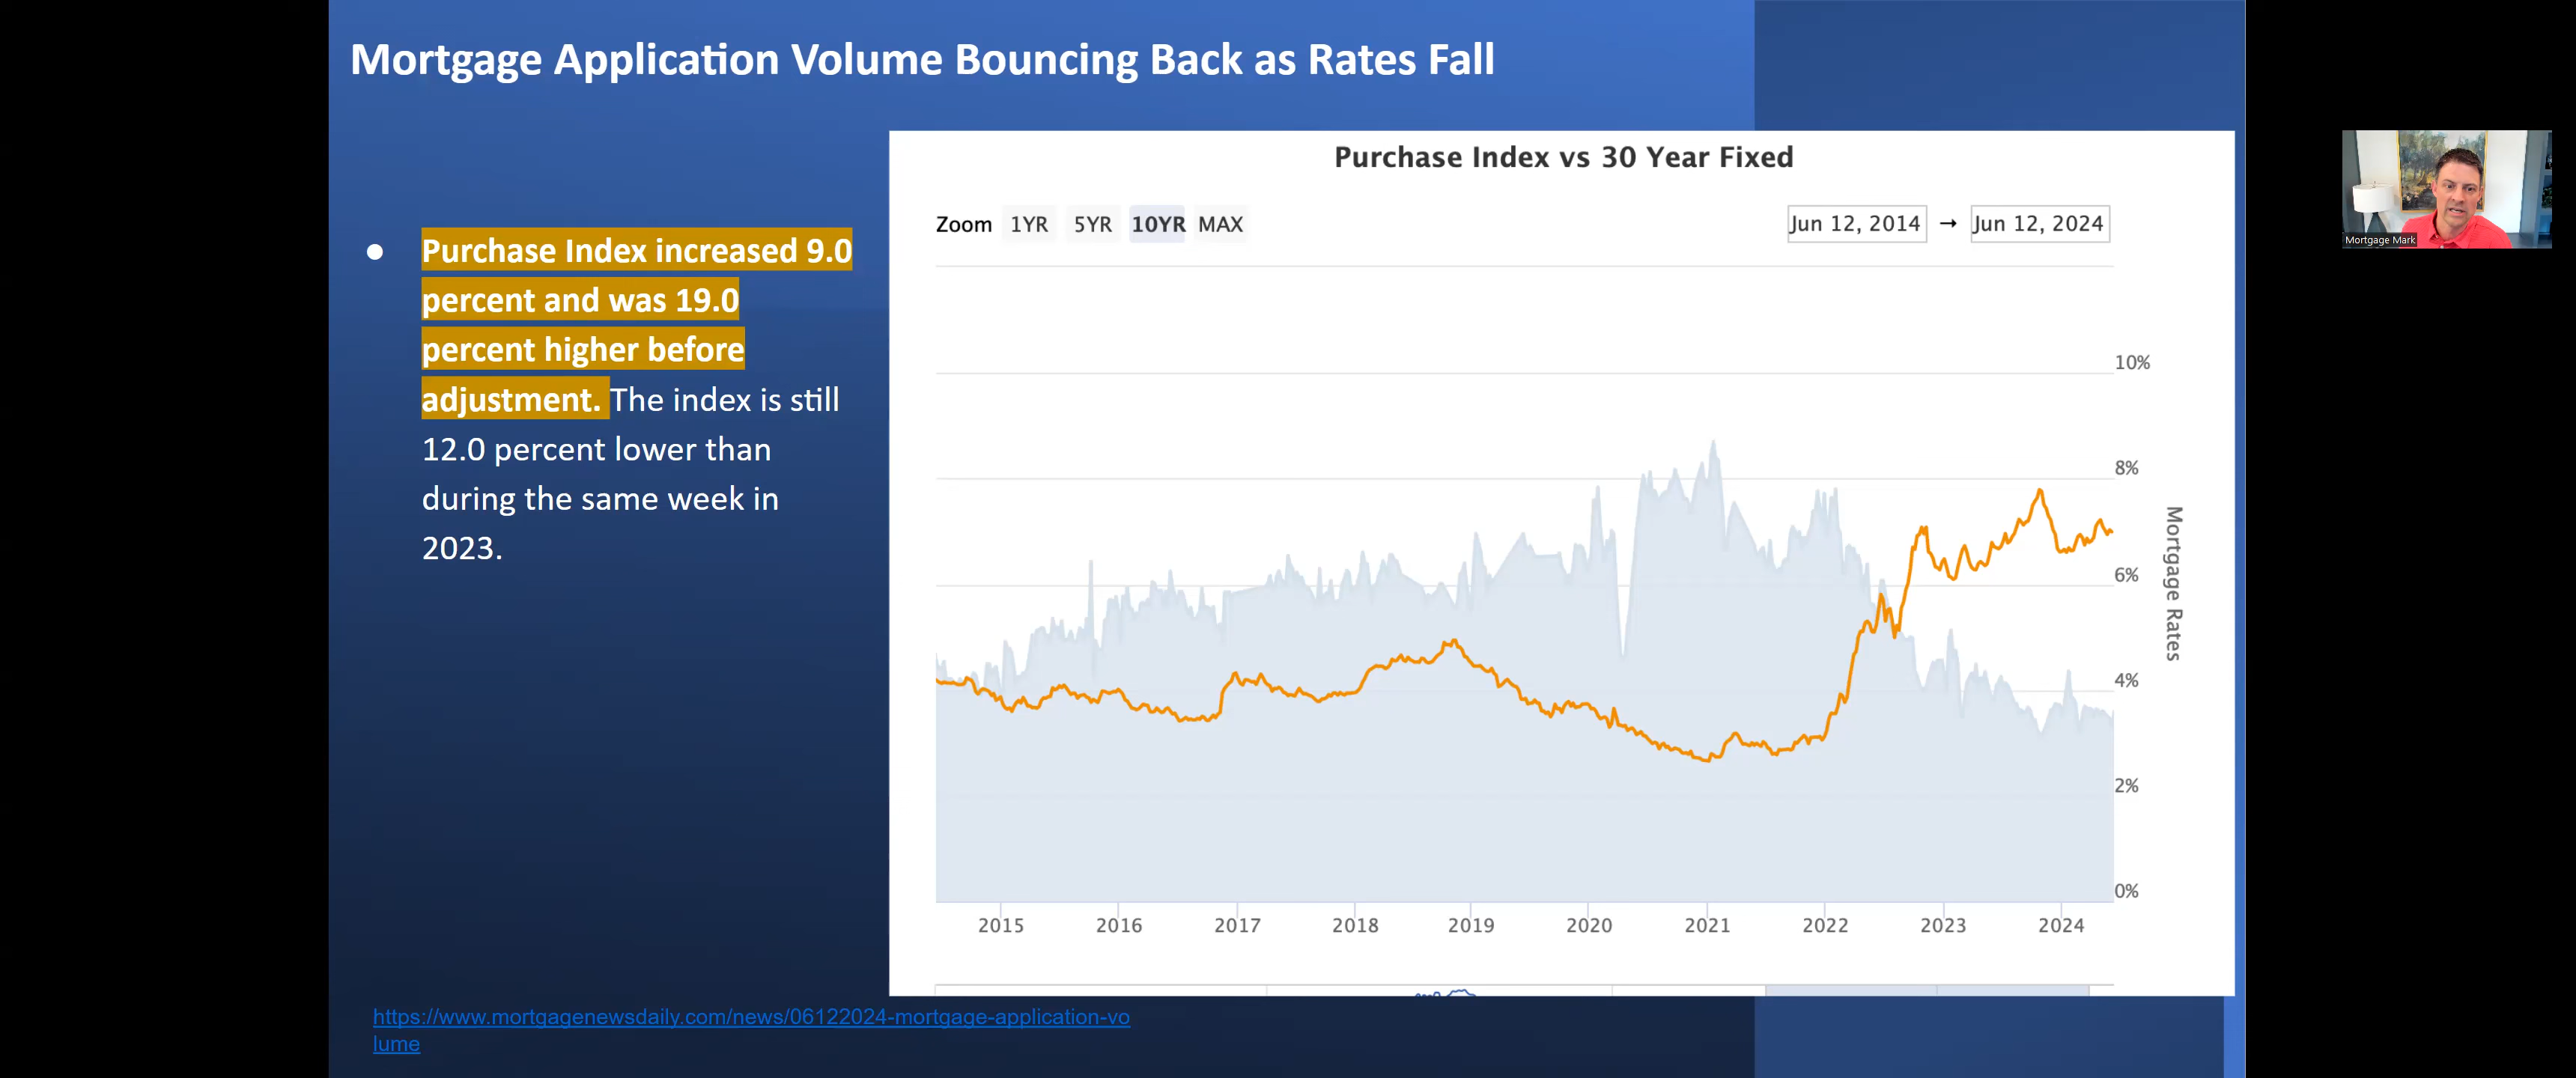 Mortgage Application Volume Bouncing Back as Rates Fall
● Purchase Index increased 9.0
percent and was 19.0
percent higher before
adjustment. The index is still
12.0 percent lower than
during the same week in
2023.
https://www.mortgagenewsdaily.com/news/06122024-mortgage-application-vo
lume
Purchase Index vs 30 Year Fixed
Zoom 1YR 5YR 10YR MAX
Jun 12, 2014 → Jun 12, 2024
10%
8%
6%
4%
2%
0%
Mortgage Rates
2015 2016 2017 2018 2019 2020 2021 2022 2023 2024
Mortgage Mark